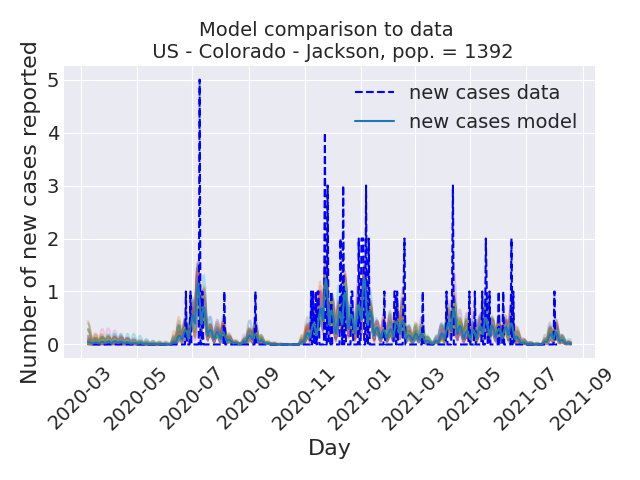 Model comparison to data
US - Colorado - Jackson, pop. = 1392
Number of new cases reported
5
4
3
2
1
0
new cases data
new cases model
2020-03
2020-05
2020-07
2020-09
2020-11
2021-01
2021-03
2021-05
2021-07
2021-09
Day